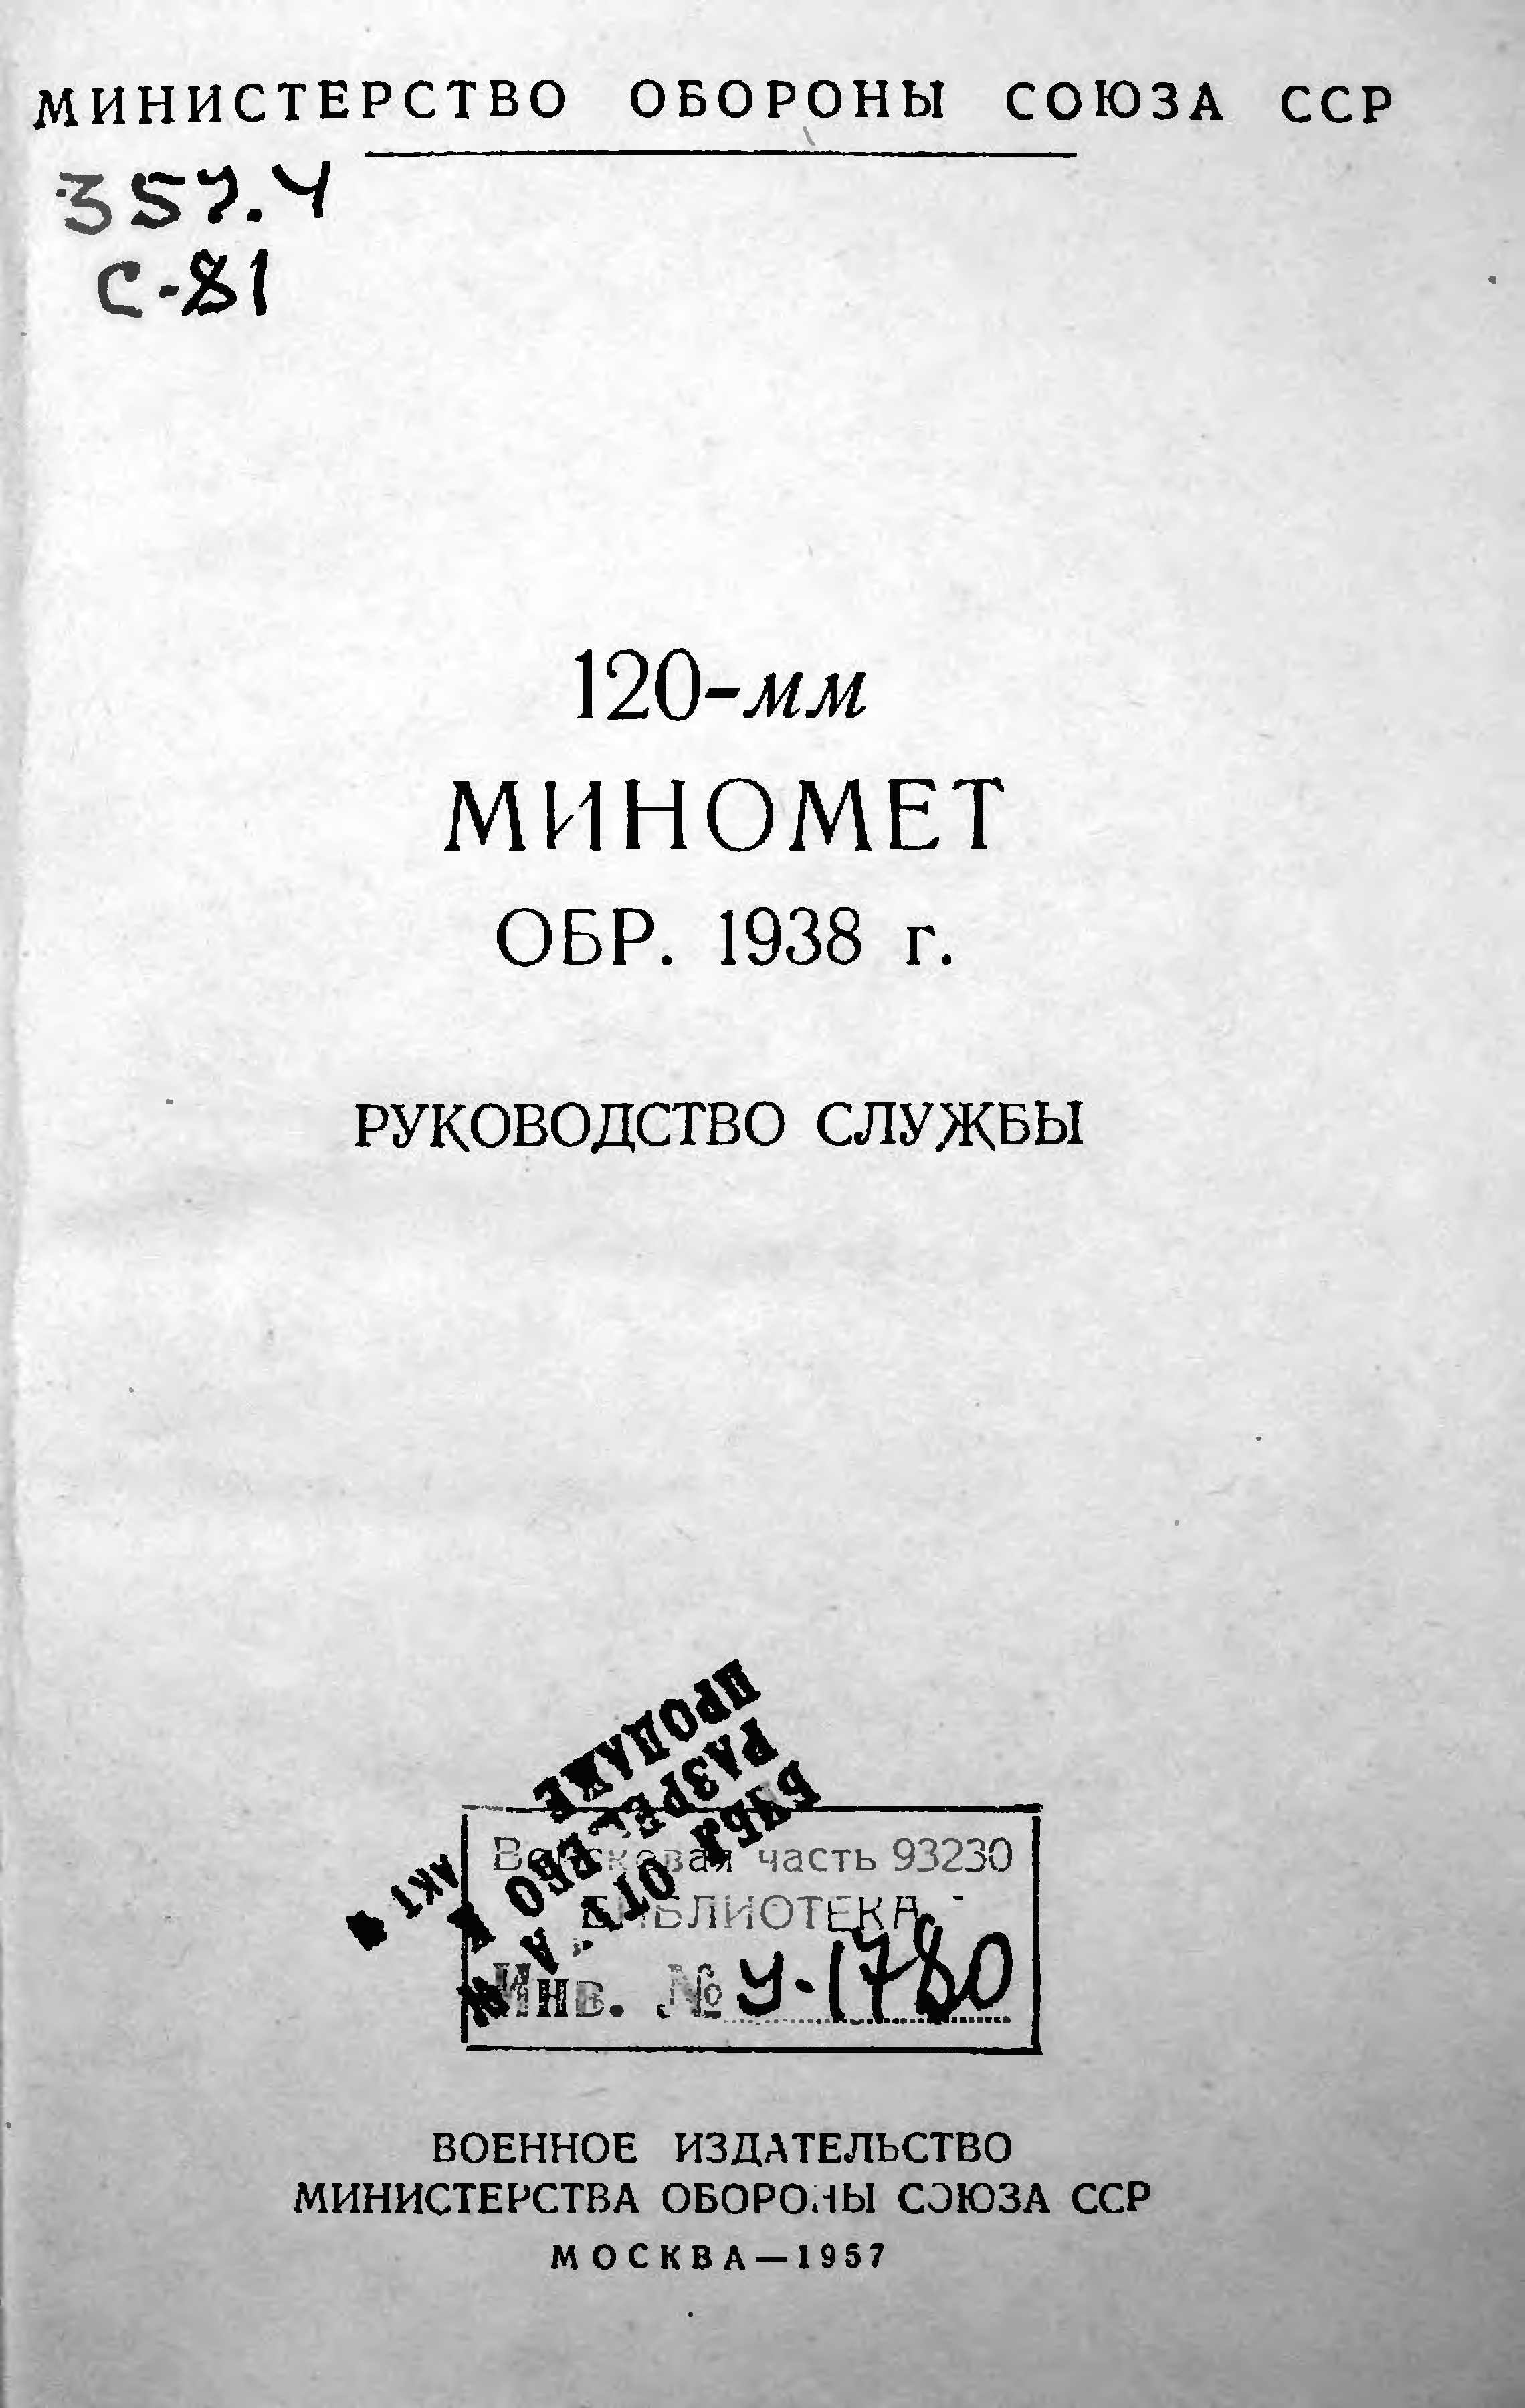 МИНИСТЕРСТВО ОБОРОНЫ СОЮЗА ССР
357.4
С-81
120-мм
МИНОМЕТ
ОБР. 1938 г.
РУКОВОДСТВО СЛУЖБЫ
ПРОДАЖЕ
АКТ
Войсковая часть 93230
БИБЛИОТЕКА
Инв. № У-1780
ВОЕННОЕ ИЗДАТЕЛЬСТВО
МИНИСТЕРСТВА ОБОРОНЫ СОЮЗА ССР
МОСКВА—1957